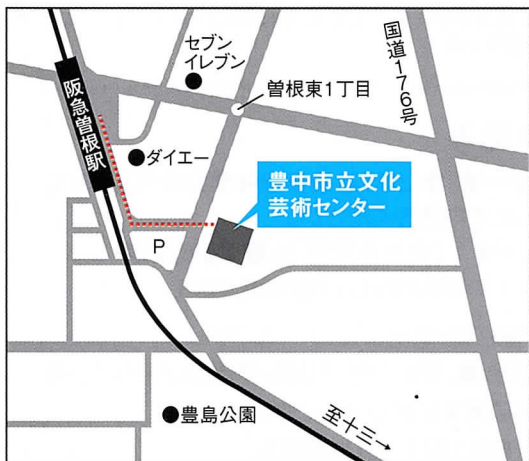 セブン
イレブン
国道176号
曽根東1丁目
阪急曽根駅
ダイエー
豊中市立文化
芸術センター
P
豊島公園
至十三→